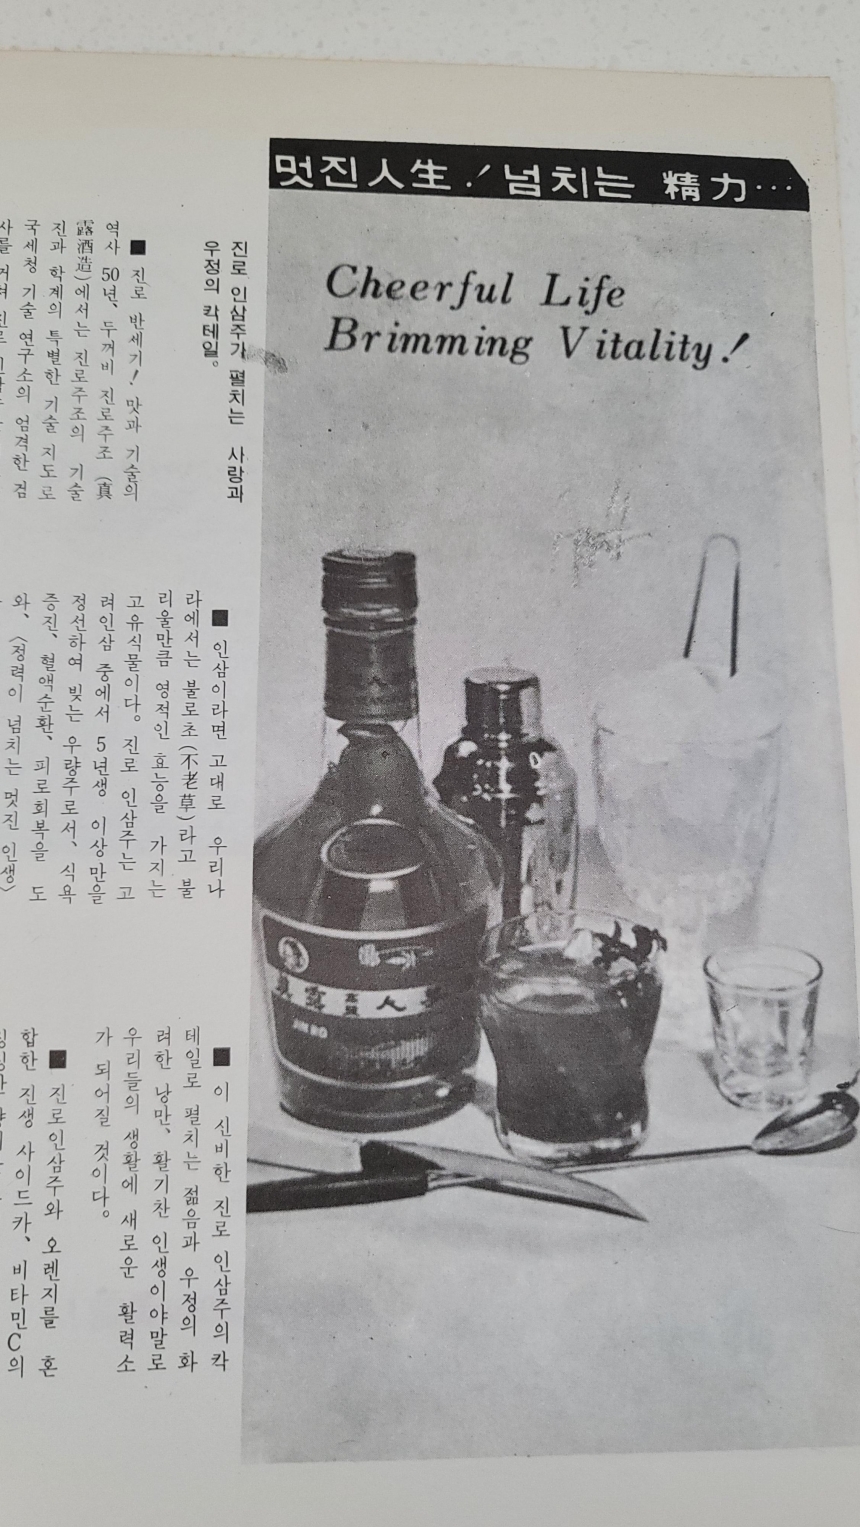 멋진人生! 넘치는 精力…
Cheerful Life
Brimming Vitality!
진로 인삼주가 펼치는 사랑과
우정의 칵테일。
■ 진로 반세기! 맛과 기술의
역사 50년、두꺼비 진로주조(真
露酒造)에서는 진로주조의 기술
진과 학계의 특별한 기술 지도로
국세청 기술 연구소의 엄격한 검
■ 인삼이라면 고대로 우리나
라에서는 불로초(不老草)라고 불
리울만큼 영적인 효능을 가지는
고유식물이다。진로 인삼주는 고
려인삼 중에서 5년생 이상만을
정선하여 빚는 우량주로서、식욕
증진、혈액순환、피로회복을 도
와、〈정력이 넘치는 멋진 인생〉
■ 이 신비한 진로 인삼주의 칵
테일로 펼치는 젊음과 우정의 화
려한 낭만、활기찬 인생이야말로
우리들의 생활에 새로운 활력소
가 되어질 것이다。
■ 진로인삼주와 오렌지를 혼
합한 진생 사이드카、비타민C의
露 人
JINRO